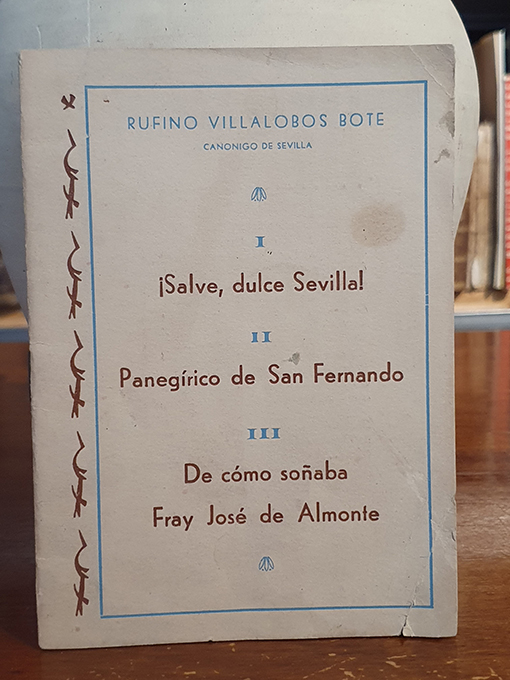 RUFINO VILLALOBOS BOTE
CANONIGO DE SEVILLA
I
¡Salve, dulce Sevilla!
II
Panegírico de San Fernando
III
De cómo soñaba
Fray José de Almonte